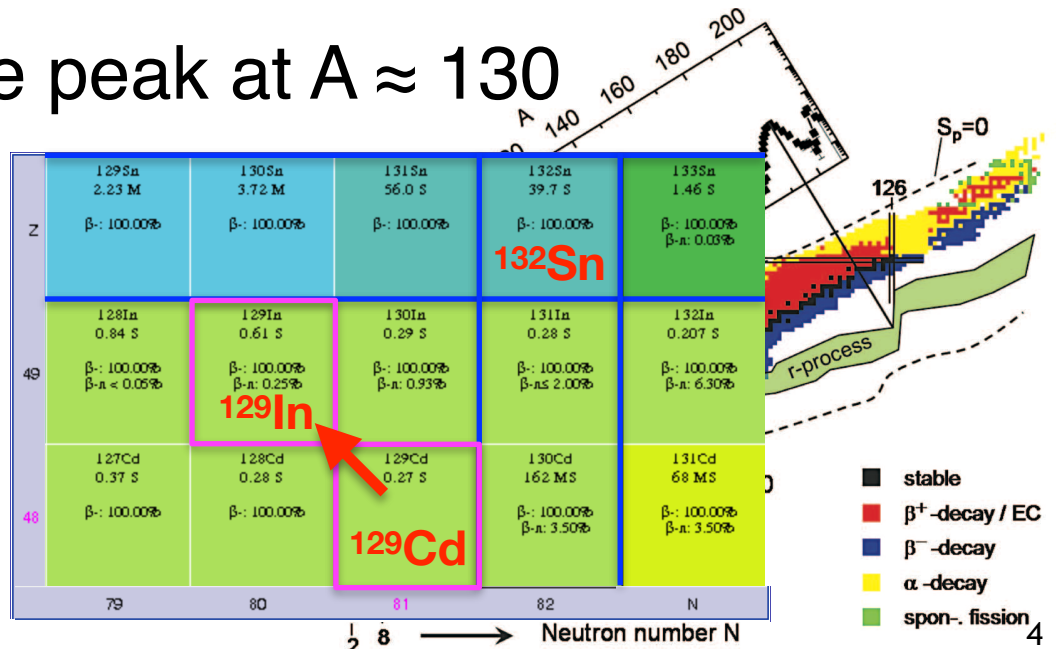 e peak at A ≈ 130
A 140 160 180 200
Sp=0
126
r-process
Z
129Sn
2.23 M
β-: 100.00%
130Sn
3.72 M
β-: 100.00%
131Sn
56.0 S
β-: 100.00%
132Sn
39.7 S
β-: 100.00%
132Sn
133Sn
1.46 S
β-: 100.00%
β-n: 0.03%
49
128In
0.84 S
β-: 100.00%
β-n < 0.05%
129In
0.61 S
β-: 100.00%
β-n: 0.25%
129In
130In
0.29 S
β-: 100.00%
β-n: 0.93%
131In
0.28 S
β-: 100.00%
β-n≤ 2.00%
132In
0.207 S
β-: 100.00%
β-n: 6.30%
48
127Cd
0.37 S
β-: 100.00%
128Cd
0.28 S
β-: 100.00%
129Cd
0.27 S
129Cd
130Cd
162 MS
β-: 100.00%
β-n: 3.50%
131Cd
68 MS
β-: 100.00%
β-n: 3.50%
79 80 81 82 N
2 8 Neutron number N
stable
β+ -decay / EC
β− -decay
α -decay
spon-. fission
4